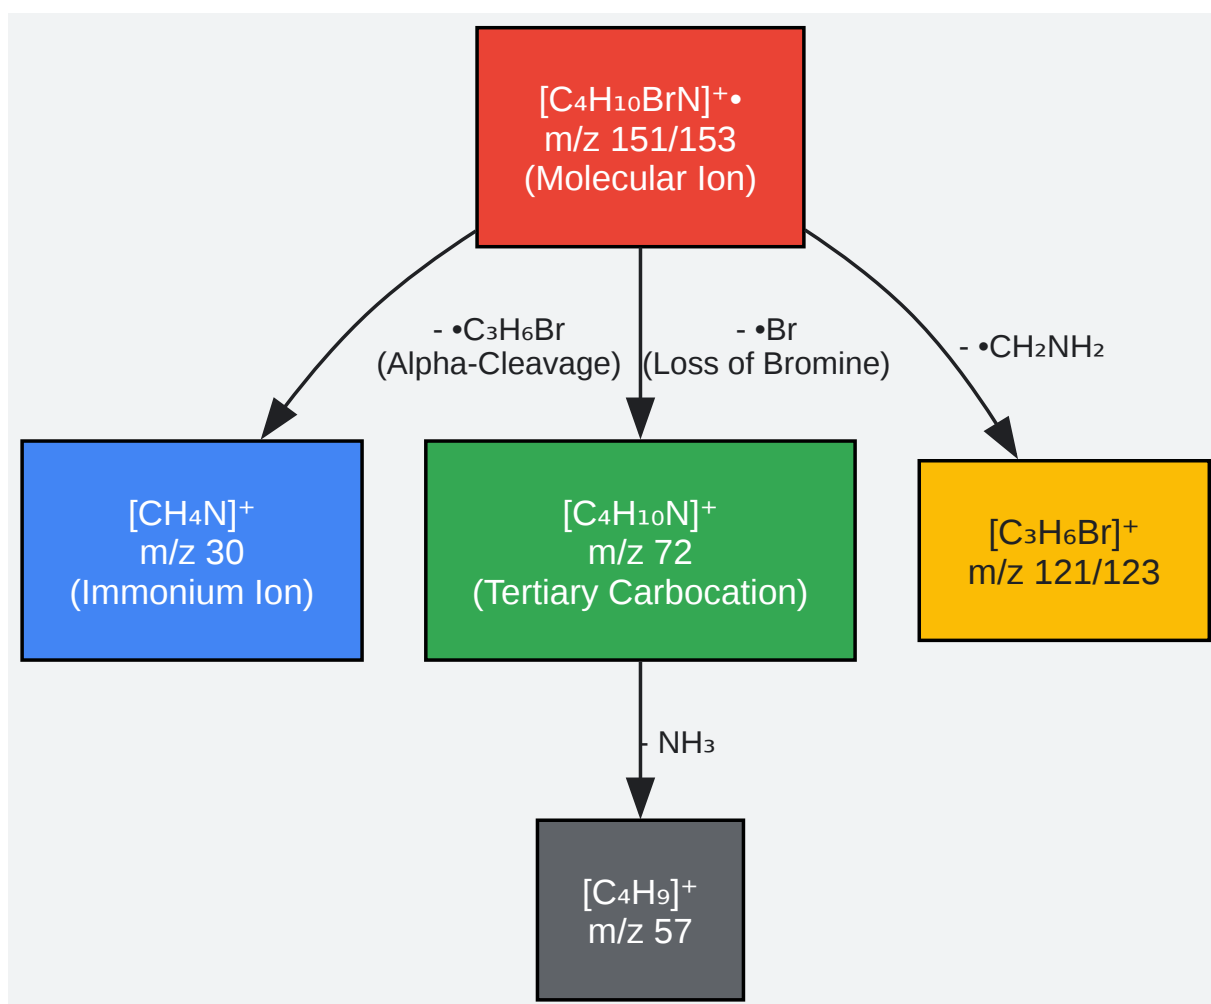 [C₄H₁₀BrN]⁺•
m/z 151/153
(Molecular Ion)
- •C₃H₆Br
(Alpha-Cleavage)
- •Br
(Loss of Bromine)
- •CH₂NH₂
[CH₄N]⁺
m/z 30
(Immonium Ion)
[C₄H₁₀N]⁺
m/z 72
(Tertiary Carbocation)
[C₃H₆Br]⁺
m/z 121/123
- NH₃
[C₄H₉]⁺
m/z 57